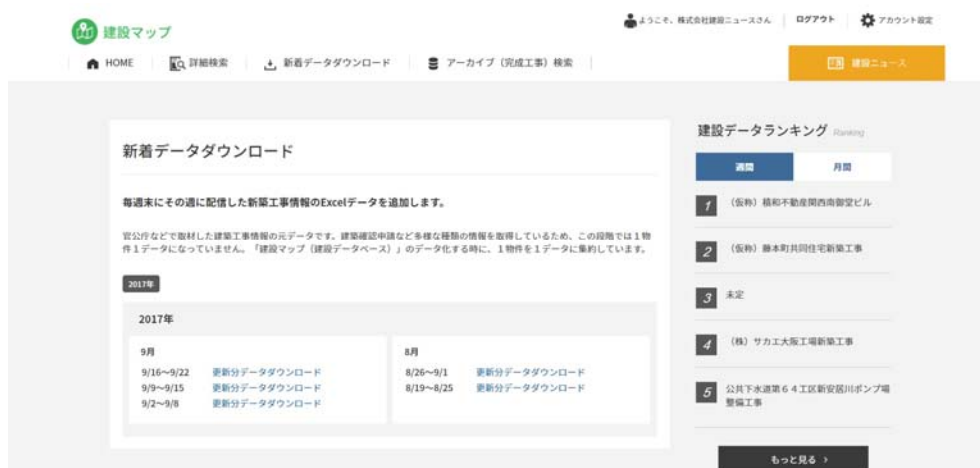 建設マップ
ようこそ、株式会社建設ニュースさん
ログアウト
アカウント設定
HOME
詳細検索
新着データダウンロード
アーカイブ（完成工事）検索
建設ニュース
新着データダウンロード
毎週末にその週に配信した新築工事情報のExcelデータを追加します。
官公庁などで取材した建築工事情報の元データです。建築確認申請など多様な種類の情報を取得しているため、この段階では１物
件１データになっていません。「建設マップ（建設データベース）」のデータ化する時に、１物件を１データに集約しています。
2017年
2017年
9月
9/16～9/22 更新分データダウンロード
9/9～9/15 更新分データダウンロード
9/2～9/8 更新分データダウンロード
8月
8/26～9/1 更新分データダウンロード
8/19～8/25 更新分データダウンロード
建設データランキング Ranking
週間
月間
1 （仮称）積和不動産関西南御堂ビル
2 （仮称）藤本町共同住宅新築工事
3 未定
4 （株）サカエ大阪工場新築工事
5 公共下水道第６４工区新安居川ポンプ場
整備工事
もっと見る ›